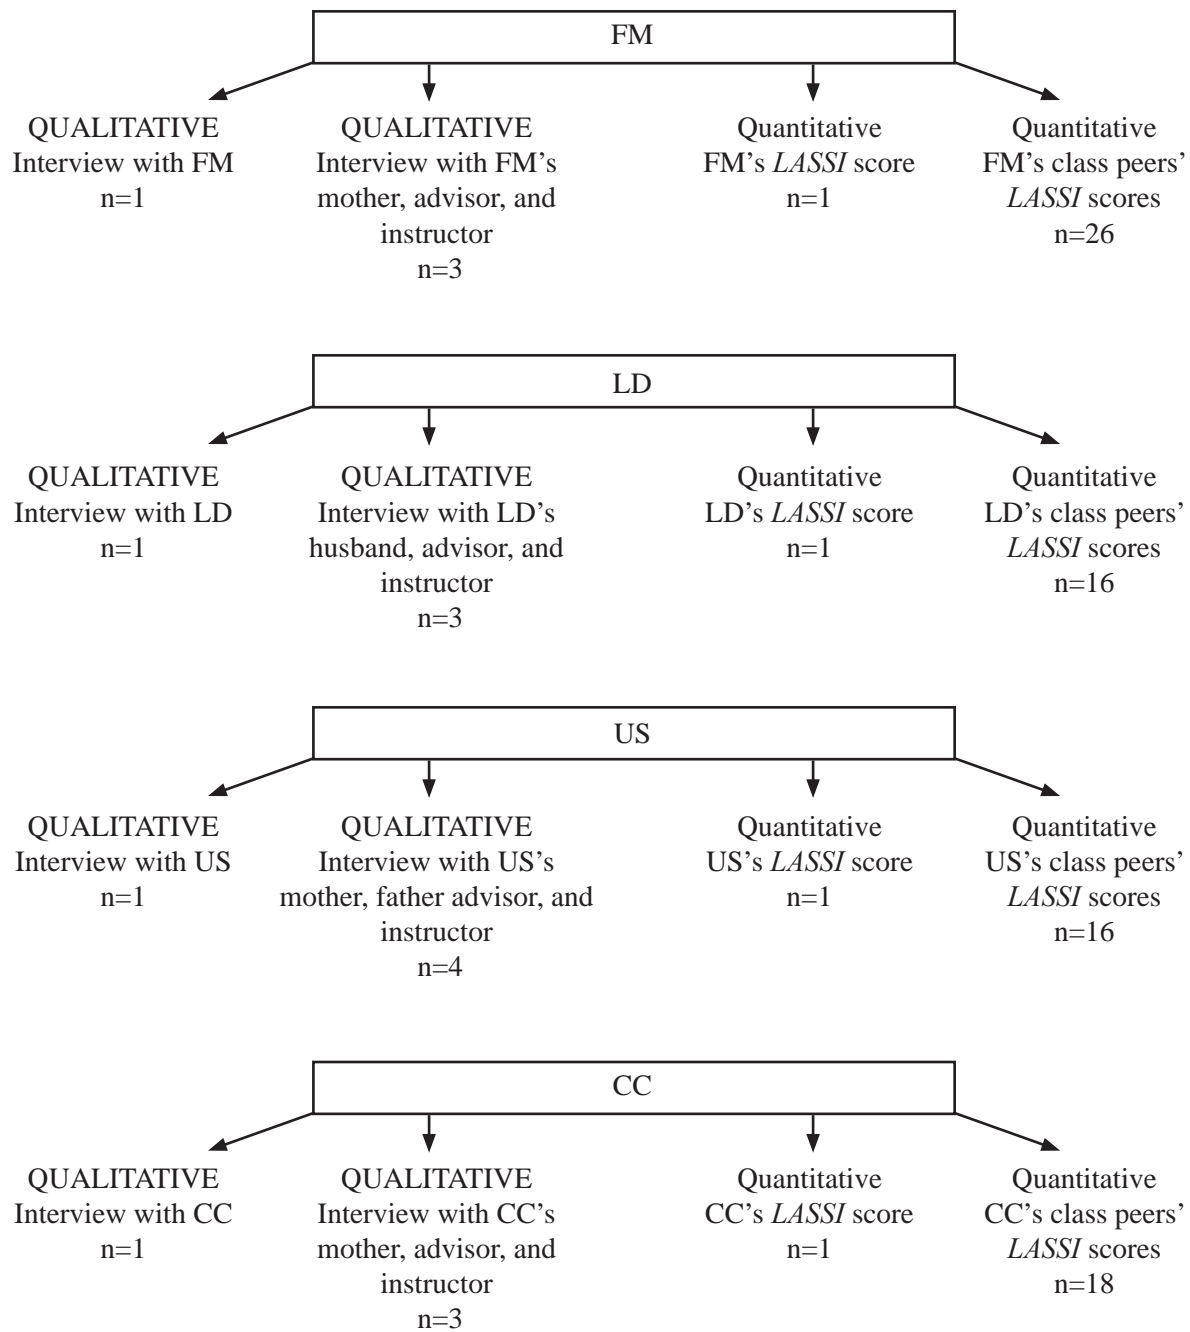 FM
QUALITATIVE
Interview with FM
n=1
QUALITATIVE
Interview with FM's
mother, advisor, and
instructor
n=3
Quantitative
FM's LASSI score
n=1
Quantitative
FM's class peers’
LASSI scores
n=26
LD
QUALITATIVE
Interview with LD
n=1
QUALITATIVE
Interview with LD's
husband, advisor, and
instructor
n=3
Quantitative
LD's LASSI score
n=1
Quantitative
LD's class peers’
LASSI scores
n=16
US
QUALITATIVE
Interview with US
n=1
QUALITATIVE
Interview with US's
mother, father advisor, and
instructor
n=4
Quantitative
US's LASSI score
n=1
Quantitative
US’s class peers’
LASSI scores
n=16
CC
QUALITATIVE
Interview with CC
n=1
QUALITATIVE
Interview with CC's
mother, advisor, and
instructor
n=3
Quantitative
CC's LASSI score
n=1
Quantitative
CC's class peers’
LASSI scores
n=18